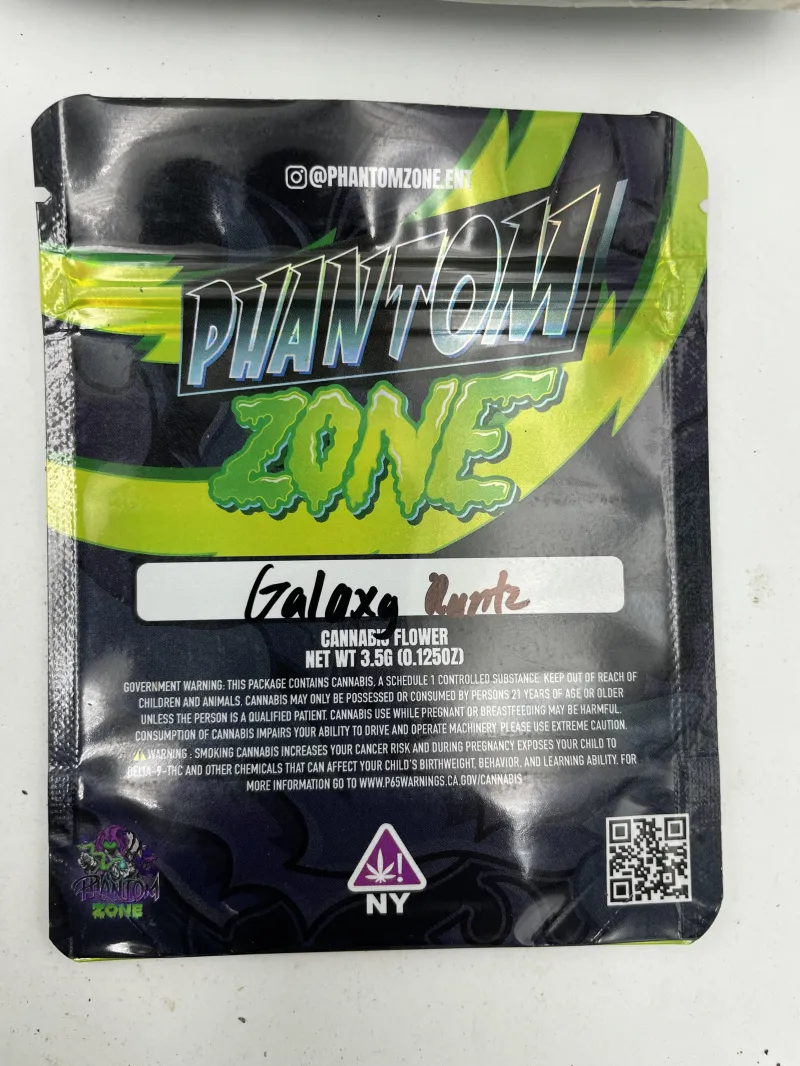 @PHANTOMZONE.ENT
PHANTOM
ZONE
Galaxy Runtz
CANNABIS FLOWER
NET WT 3.5G (0.125OZ)
GOVERNMENT WARNING: THIS PACKAGE CONTAINS CANNABIS, A SCHEDULE 1 CONTROLLED SUBSTANCE. KEEP OUT OF REACH OF
CHILDREN AND ANIMALS. CANNABIS MAY ONLY BE POSSESSED OR CONSUMED BY PERSONS 21 YEARS OF AGE OR OLDER
UNLESS THE PERSON IS A QUALIFIED PATIENT. CANNABIS USE WHILE PREGNANT OR BREASTFEEDING MAY BE HARMFUL.
CONSUMPTION OF CANNABIS IMPAIRS YOUR ABILITY TO DRIVE AND OPERATE MACHINERY. PLEASE USE EXTREME CAUTION.
WARNING : SMOKING CANNABIS INCREASES YOUR CANCER RISK AND DURING PREGNANCY EXPOSES YOUR CHILD TO
DELTA-9-THC AND OTHER CHEMICALS THAT CAN AFFECT YOUR CHILD'S BIRTHWEIGHT, BEHAVIOR, AND LEARNING ABILITY. FOR
MORE INFORMATION GO TO WWW.P65WARNINGS.CA.GOV/CANNABIS
PHANTOM
ZONE
!
NY